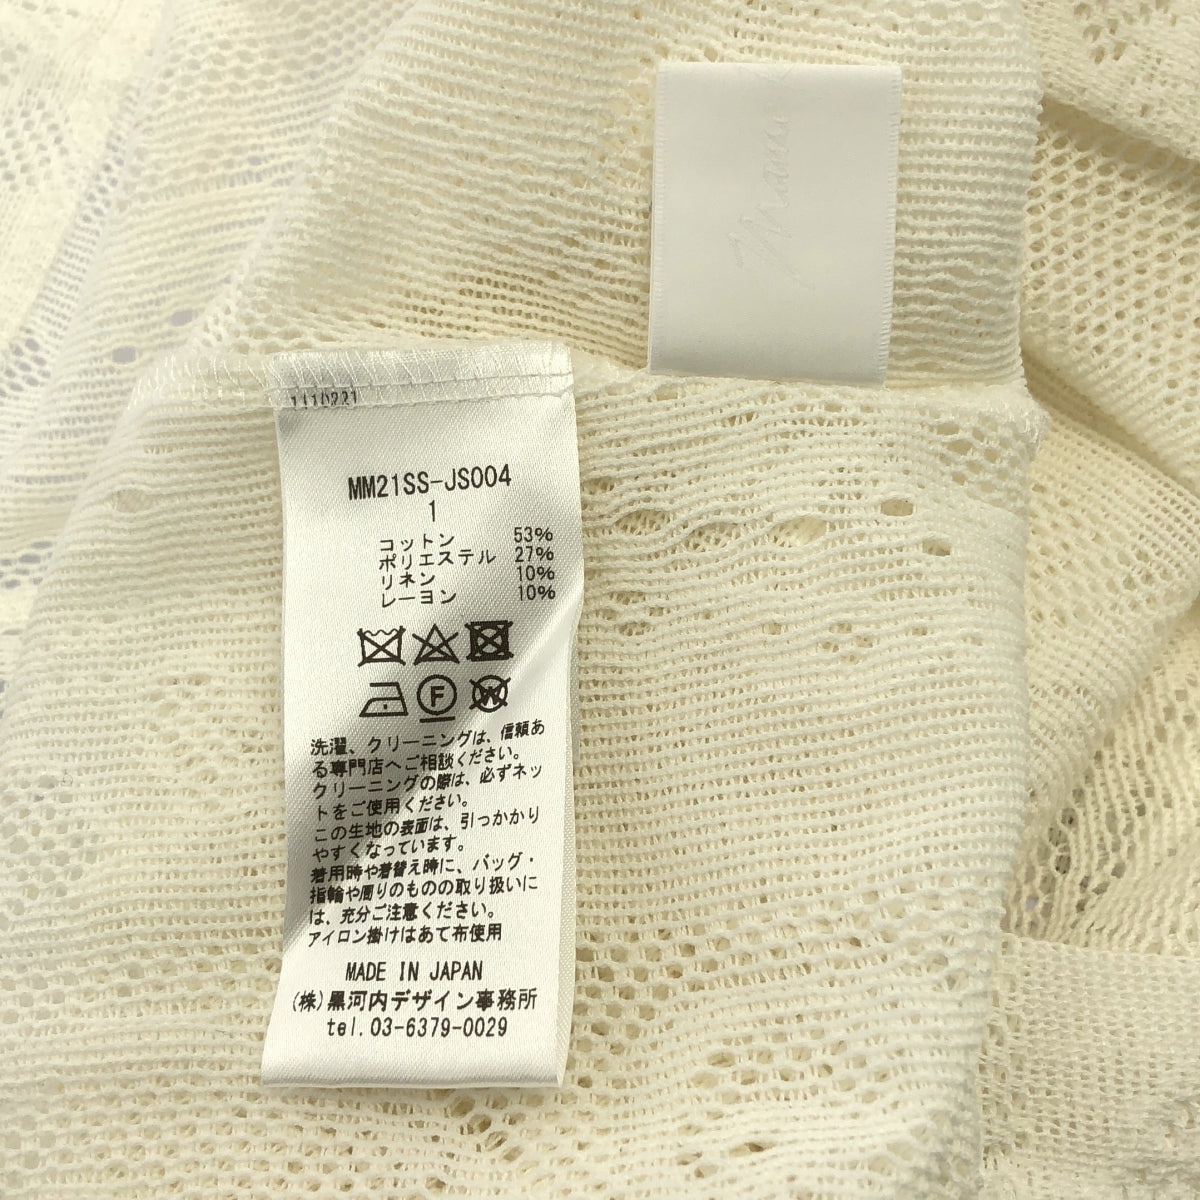 1110221
MM21SS-JS004
1
コットン 53%
ポリエステル 27%
リネン 10%
レーヨン 10%
F
W
洗濯、クリーニングは、信頼あ
る専門店へご相談ください。
クリーニングの際は、必ずネッ
トをご使用ください。
この生地の表面は、引っかかり
やすくなっています。
着用時や着替え時に、バッグ・
指輪や周りのものの取り扱いに
は、充分ご注意ください。
アイロン掛けはあて布使用
MADE IN JAPAN
(株)黒河内デザイン事務所
tel.03-6379-0029